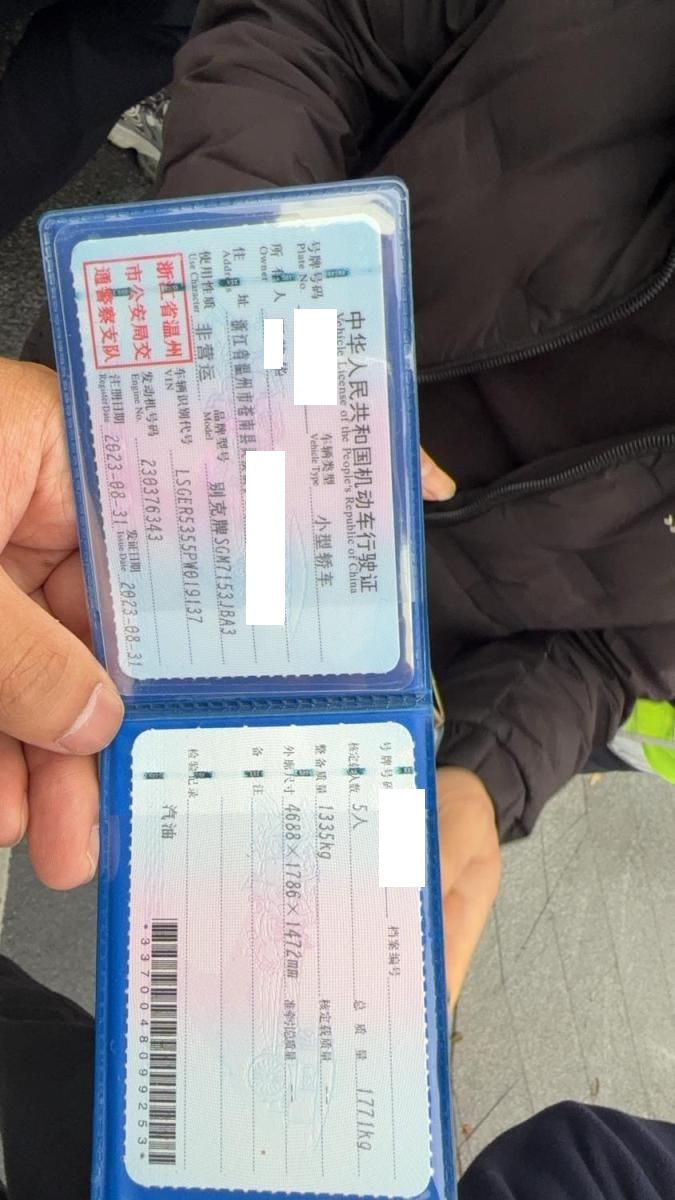 中华人民共和国机动车行驶证
Vehicle License of the People's Republic of China
号牌号码
Plate No.
车辆类型 小型轿车
Vehicle Type
所有人
Owner
住址 浙江省温州市苍南县
Address
使用性质 非营运
Use Character
品牌型号 别克牌SGM7153JBA3
Model
浙江省温州
市公安局交
通警察支队
车辆识别代号 LSGER5355PW019137
VIN
发动机号码 230376343
Engine No.
注册日期 2023-08-31
Register Date
发证日期 2023-08-31
Issue Date
号牌号码
档案编号
核定载人数 5人
总质量 1771kg
整备质量 1335kg
核定载质量 --
外廓尺寸 4688×1786×1472mm
准牵引总质量 --
备注
检验记录
汽油
*3370048099253*